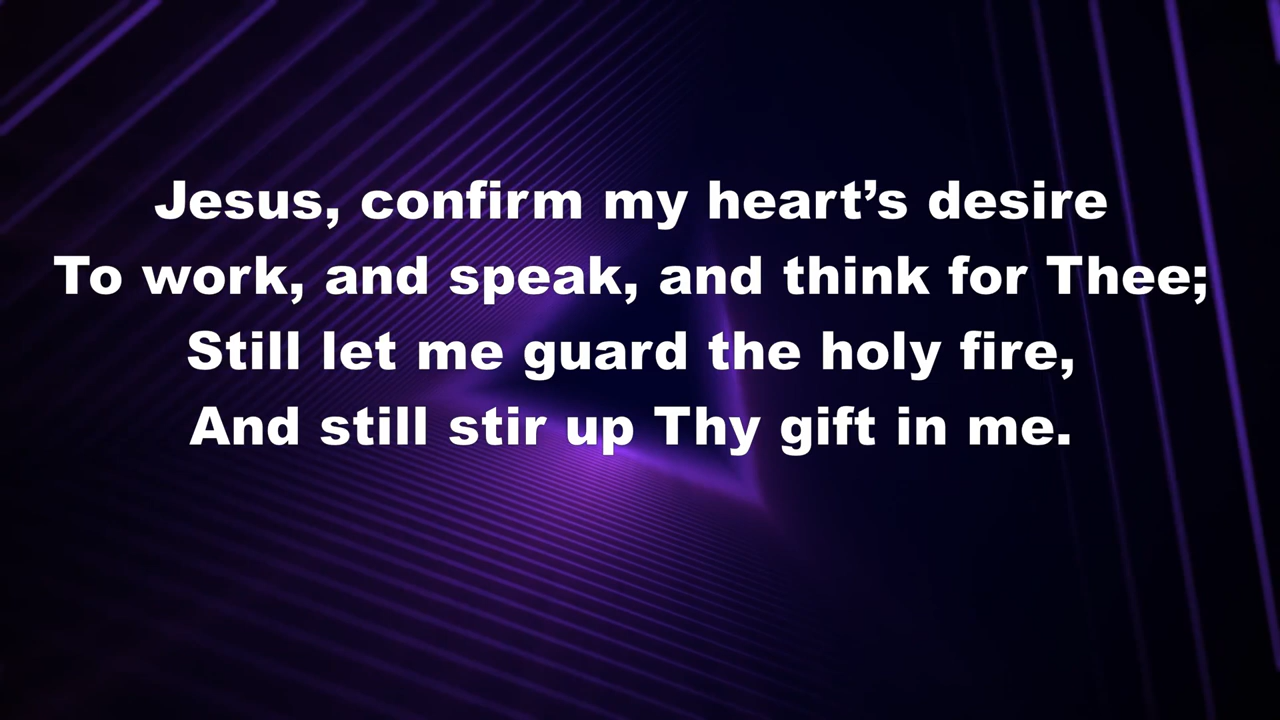 Jesus, confirm my heart’s desire
To work, and speak, and think for Thee;
Still let me guard the holy fire,
And still stir up Thy gift in me.